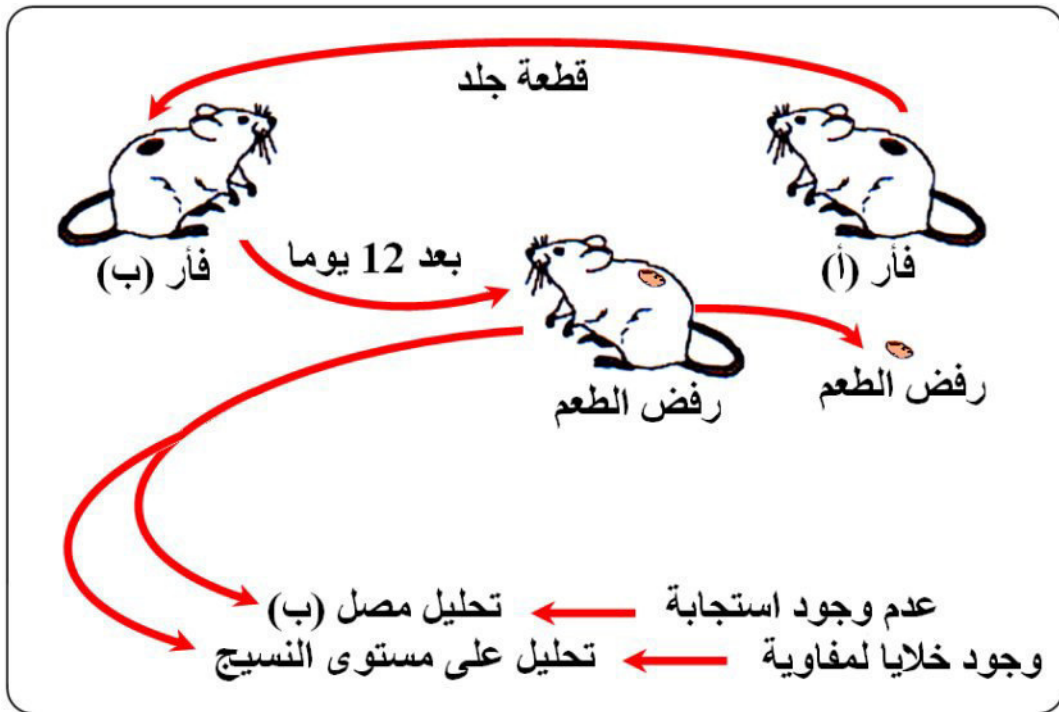 قطعة جلد
فأر (أ)
فأر (ب)
بعد 12 يوما
رفض الطعم
رفض الطعم
عدم وجود استجابة
تحليل مصل (ب)
وجود خلايا لمفاوية
تحليل على مستوى النسيج